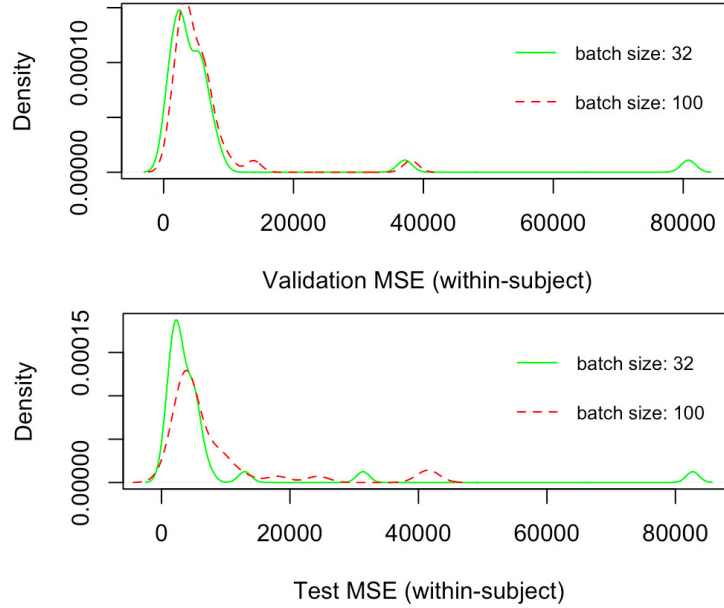 Density
0.00010
0.00000
batch size: 32
batch size: 100
0 20000 40000 60000 80000
Validation MSE (within-subject)
Density
0.00015
0.00000
batch size: 32
batch size: 100
0 20000 40000 60000 80000
Test MSE (within-subject)